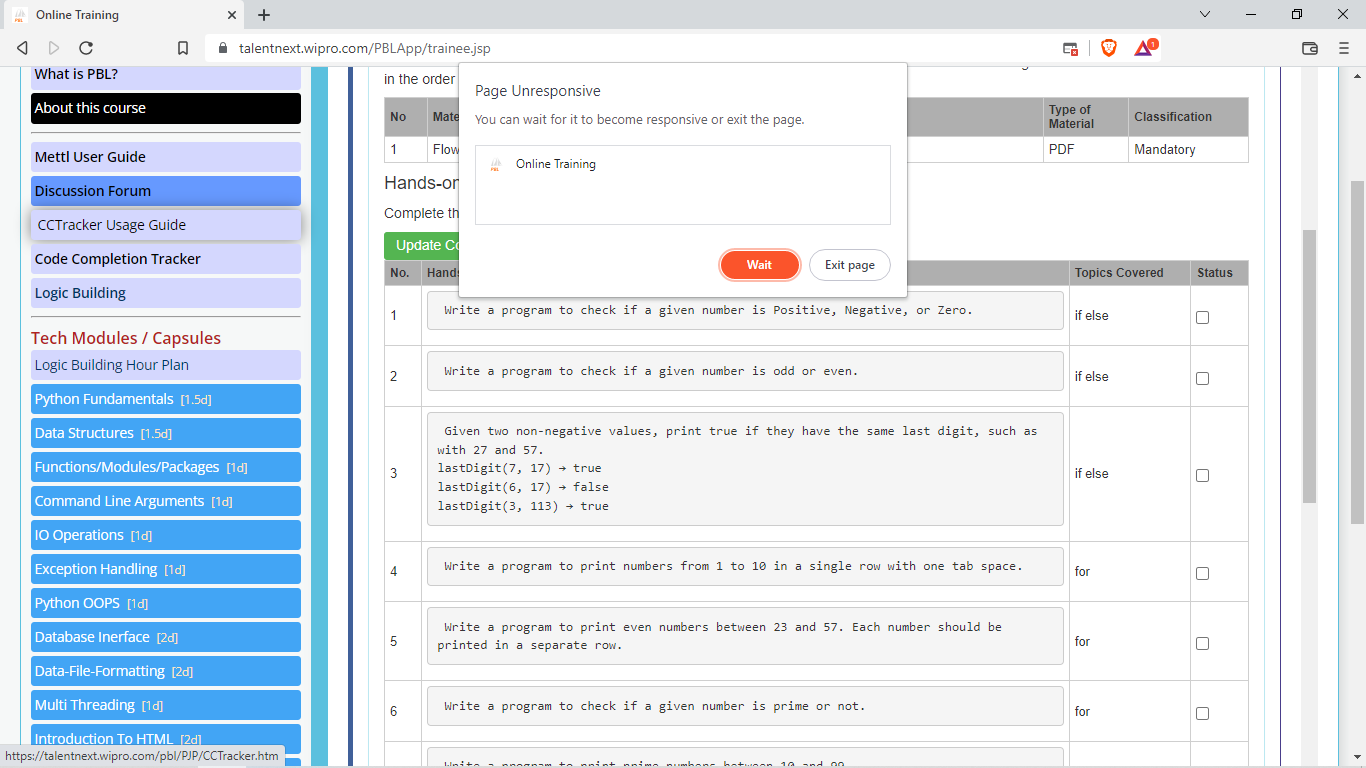 Online Training
talentnext.wipro.com/PBLApp/trainee.jsp
1
What is PBL?
About this course
Mettl User Guide
Discussion Forum
CCTracker Usage Guide
Code Completion Tracker
Logic Building
Tech Modules / Capsules
Logic Building Hour Plan
Python Fundamentals [1.5d]
Data Structures [1.5d]
Functions/Modules/Packages [1d]
Command Line Arguments [1d]
IO Operations [1d]
Exception Handling [1d]
Python OOPS [1d]
Database Inerface [2d]
Data-File-Formatting [2d]
Multi Threading [1d]
Introduction To HTML [2d]
https://talentnext.wipro.com/pbl/PJP/CCTracker.htm
Page Unresponsive
You can wait for it to become responsive or exit the page.
Online Training
Wait Exit page
in the order
No Mate Type of Material Classification
1 Flow PDF Mandatory
Hands-on
Complete th
Update Co
No. Hands Topics Covered Status
1 Write a program to check if a given number is Positive, Negative, or Zero. if else
2 Write a program to check if a given number is odd or even. if else
3 Given two non-negative values, print true if they have the same last digit, such as if else
with 27 and 57.
lastDigit(7, 17) → true
lastDigit(6, 17) → false
lastDigit(3, 113) → true
4 Write a program to print numbers from 1 to 10 in a single row with one tab space. for
5 Write a program to print even numbers between 23 and 57. Each number should be for
printed in a separate row.
6 Write a program to check if a given number is prime or not. for
Write a program to print prime numbers between 10 and 99.